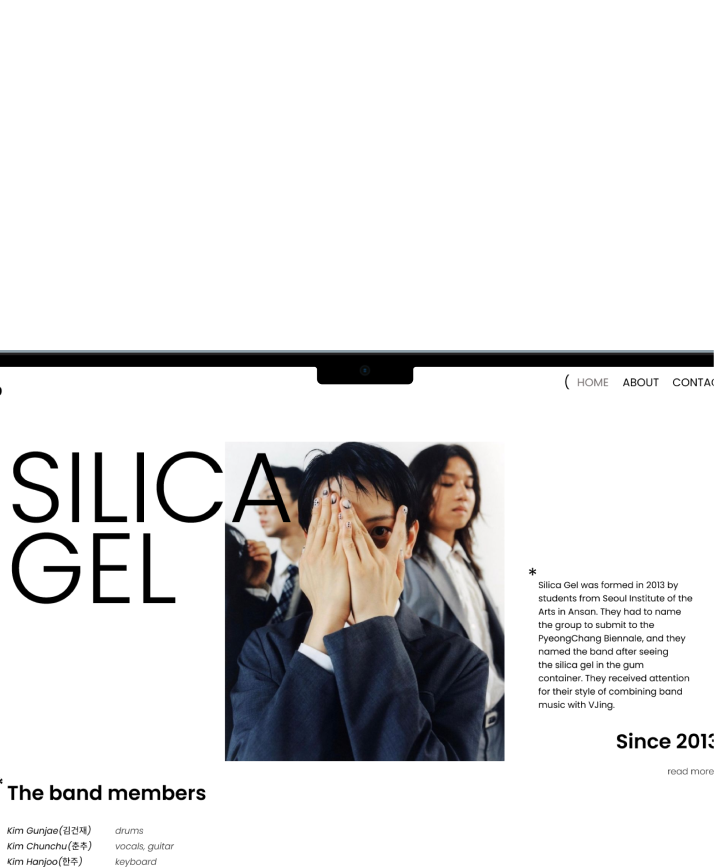 ( HOME ABOUT
SILICA
GEL
*
Silica Gel was formed in 2013 by
students from Seoul Institute of the
Arts in Ansan. They had to name
the group to submit to the
PyeongChang Biennale, and they
named the band after seeing
the silica gel in the gum
container. They received attention
for their style of combining band
music with VJing.
Since 2013
read more
The band members
Kim Gunjae(김건재) drums
Kim Chunchu(춘추) vocals, guitar
Kim Hanjoo(한주) keyboard